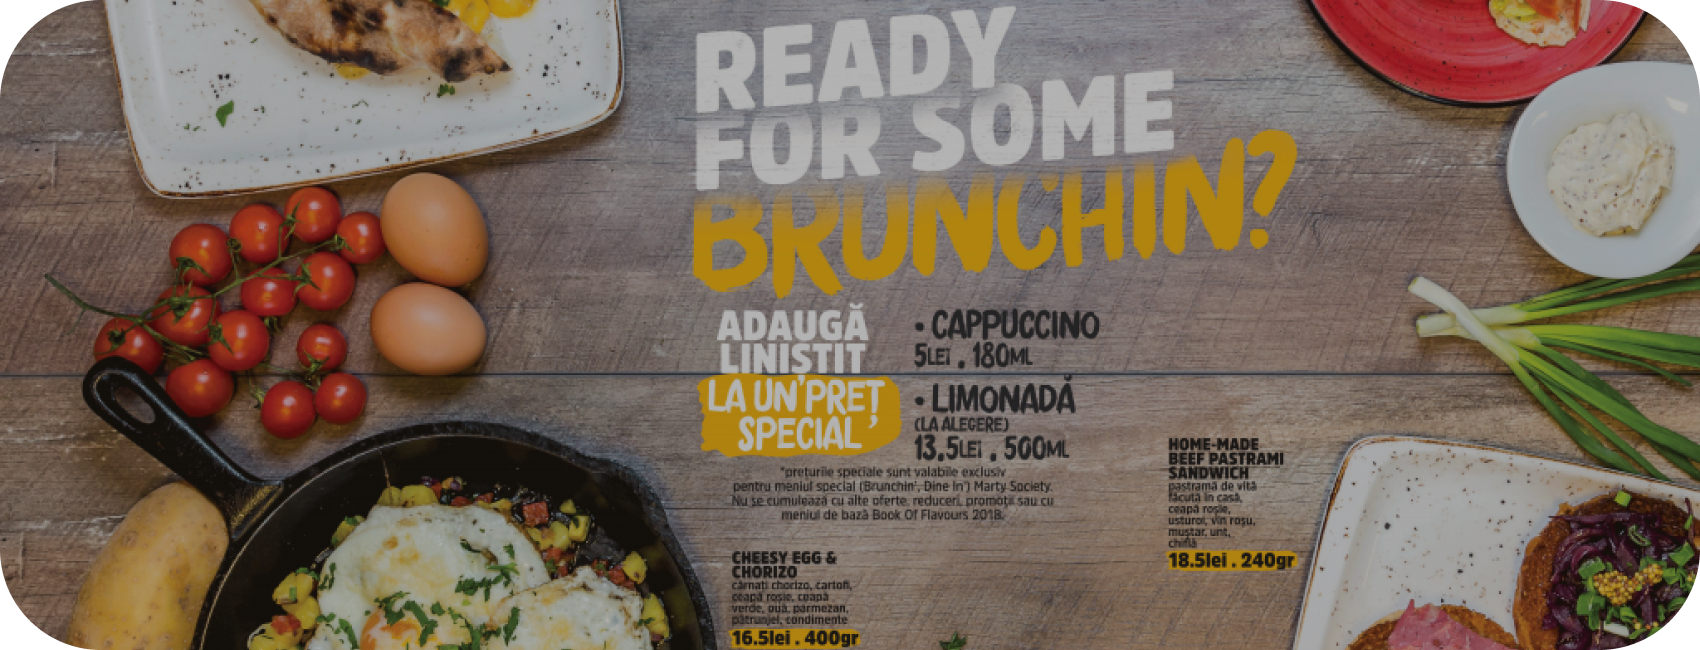 READY
FOR SOME
BRUNCHIN?
ADAUGĂ
LINIȘTIT
LA UN PREȚ
SPECIAL
• CAPPUCCINO
5LEI . 180ML
• LIMONADĂ
(LA ALEGERE)
13.5LEI . 500ML
*prețurile speciale sunt valabile exclusiv
pentru meniul special (Brunchin', Dine In') Marty Society.
Nu se cumulează cu alte oferte, reduceri, promoții sau cu
meniul de bază Book Of Flavours 2018.
HOME-MADE
BEEF PASTRAMI
SANDWICH
pastramă de vită
făcută în casă,
ceapă roșie,
usturoi, vin roșu,
muștar, unt,
chiflă
18.5lei . 240gr
CHEESY EGG &
CHORIZO
cârnați chorizo, cartofi,
ceapă roșie, ceapă
verde, ouă, parmezan,
pătrunjel, condimente
16.5lei . 400gr